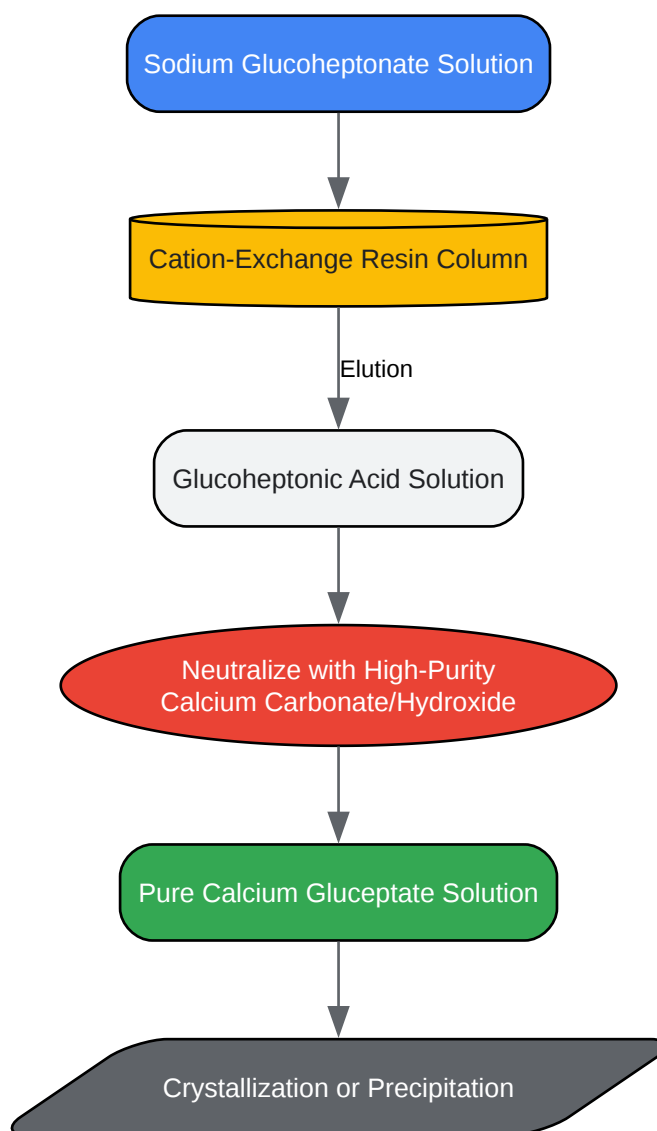 Sodium Glucoheptonate Solution
Cation-Exchange Resin Column
Elution
Glucoheptonic Acid Solution
Neutralize with High-Purity
Calcium Carbonate/Hydroxide
Pure Calcium Gluceptate Solution
Crystallization or Precipitation